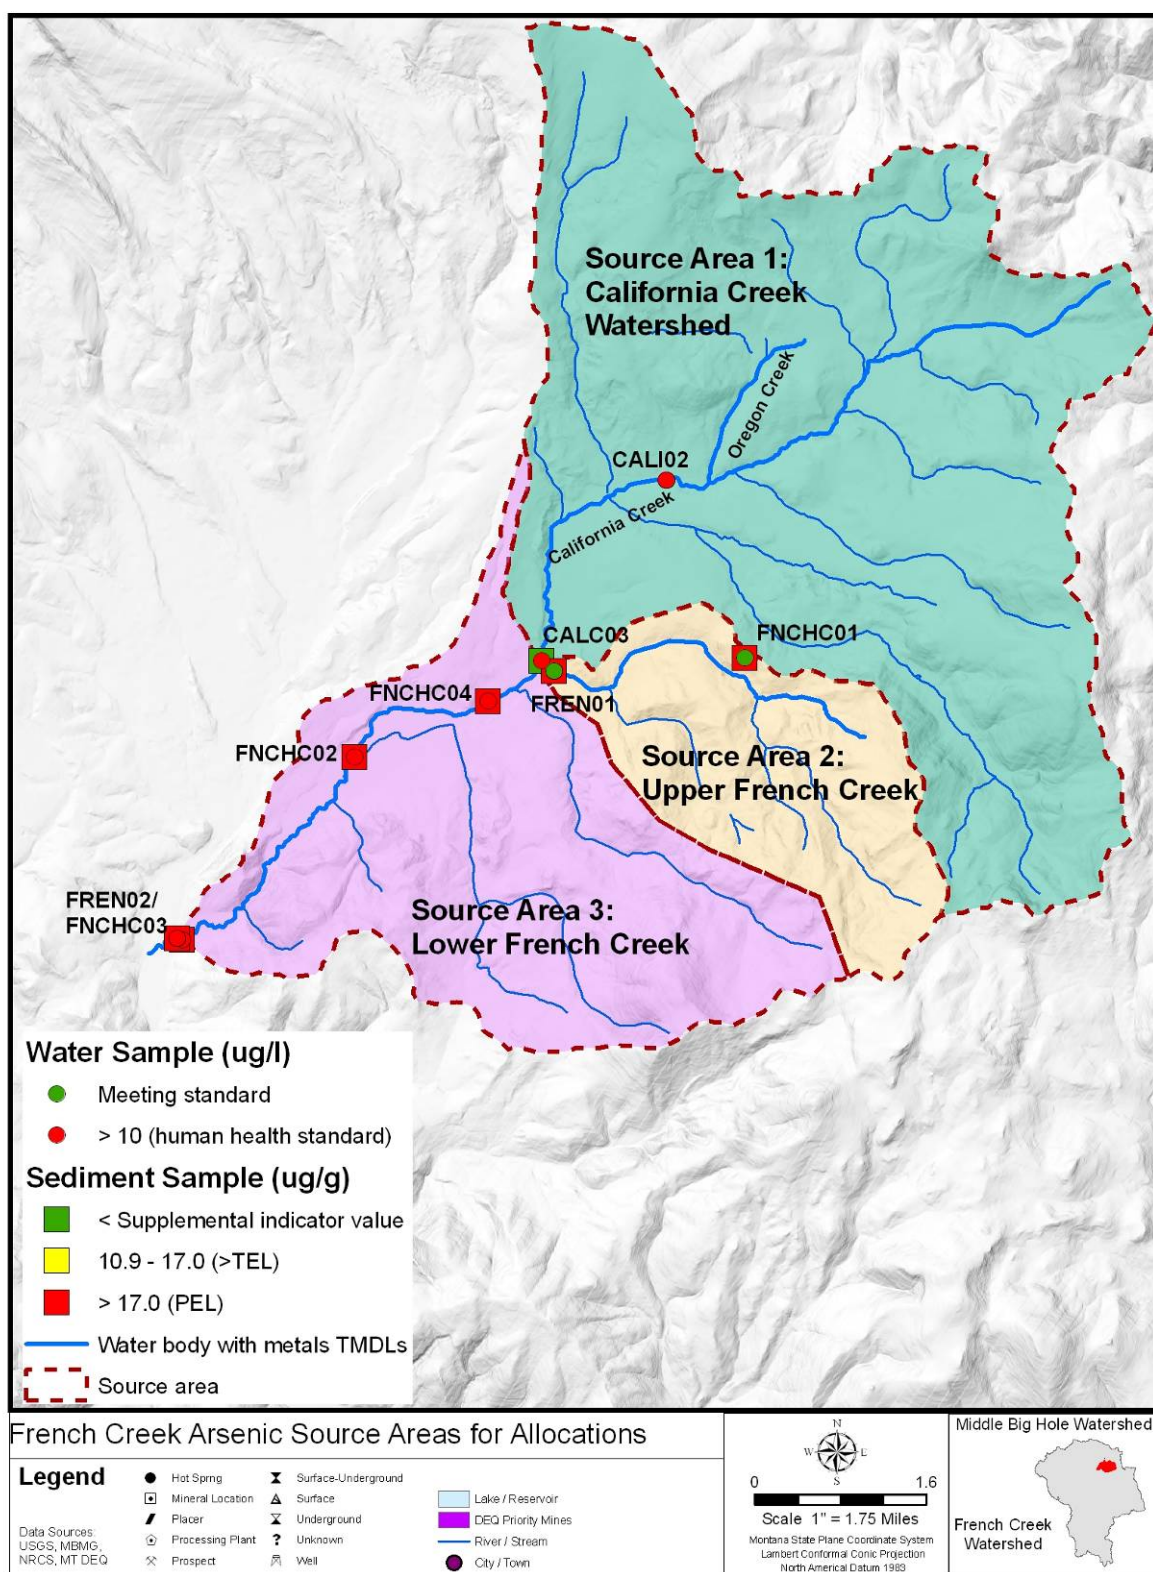 Source Area 1:
California Creek
Watershed
Oregon Creek
CALI02
California Creek
CALC03
FNCHC01
FNCHC04
FREN01
FNCHC02
Source Area 2:
Upper French Creek
FREN02/
FNCHC03
Source Area 3:
Lower French Creek
Water Sample (ug/l)
Meeting standard
> 10 (human health standard)
Sediment Sample (ug/g)
< Supplemental indicator value
10.9 - 17.0 (>TEL)
> 17.0 (PEL)
Water body with metals TMDLs
Source area
French Creek Arsenic Source Areas for Allocations
Legend
Data Sources:
USGS, MBMG,
NRCS, MT DEQ
Hot Sprng
Mineral Location
Placer
Processing Plant
Prospect
Surface-Underground
Surface
Underground
Unknown
Well
Lake / Reservoir
DEQ Priority Mines
River / Stream
City / Town
N
W E
S
0 1.6
Scale 1" = 1.75 Miles
Montana State Plane Coordinate System
Lambert Conformal Conic Projection
North Americal Datum 1983
Middle Big Hole Watershed
French Creek
Watershed